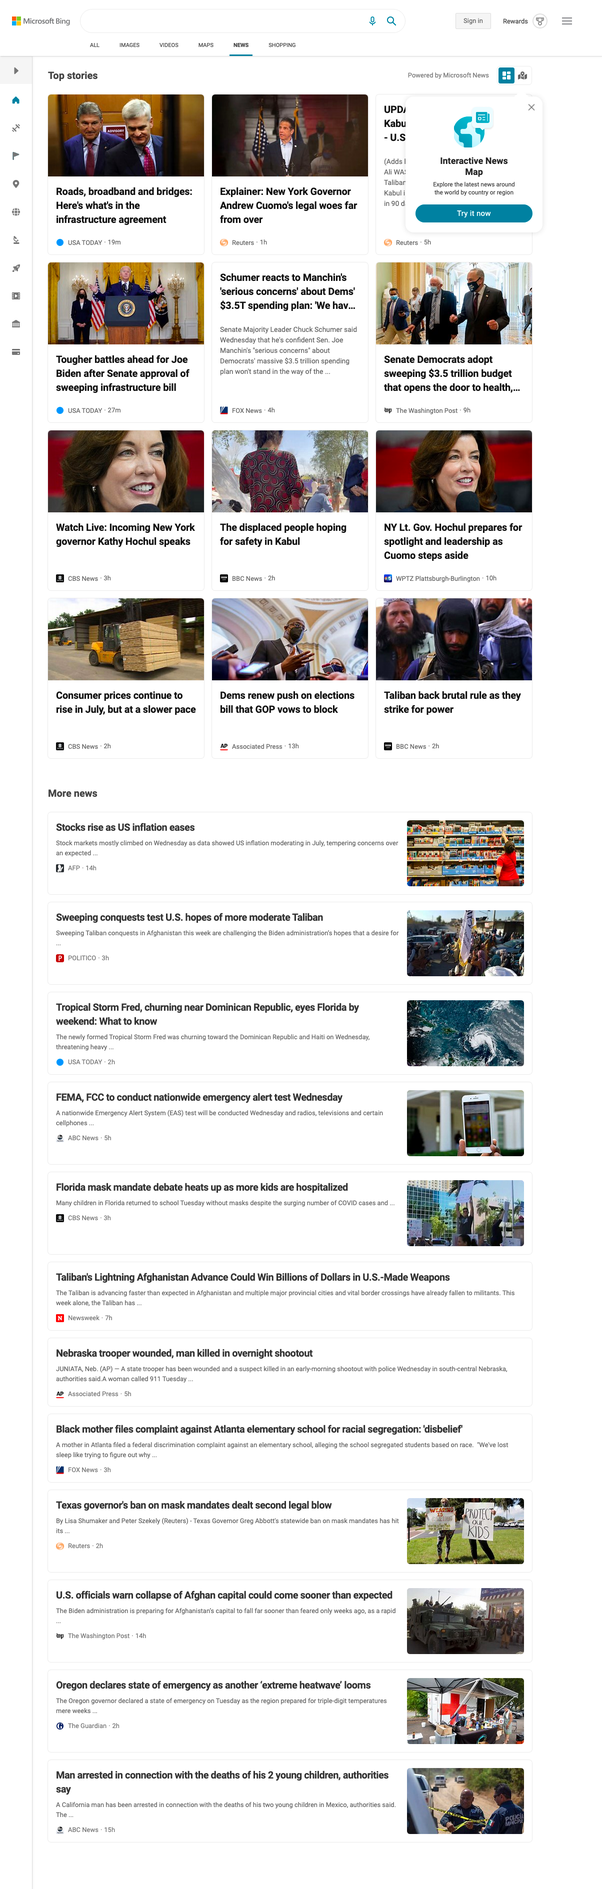 Microsoft Bing
Sign in
Rewards
ALL
IMAGES
VIDEOS
MAPS
NEWS
SHOPPING
Top stories
Powered by Microsoft News
Roads, broadband and bridges:
Here's what's in the
infrastructure agreement
USA TODAY · 19m
Explainer: New York Governor
Andrew Cuomo's legal woes far
from over
Reuters · 1h
UPDA
Kabu
- U.S
(Adds l
Ali WAS
Taliban
Kabul i
in 90 d
Reuters · 5h
Interactive News
Map
Explore the latest news around
the world by country or region
Try it now
Tougher battles ahead for Joe
Biden after Senate approval of
sweeping infrastructure bill
USA TODAY · 27m
Schumer reacts to Manchin's
'serious concerns' about Dems'
$3.5T spending plan: 'We hav...
Senate Majority Leader Chuck Schumer said
Wednesday that he's confident Sen. Joe
Manchin's "serious concerns" about
Democrats' massive $3.5 trillion spending
plan won't stand in the way of the ...
FOX News · 4h
Senate Democrats adopt
sweeping $3.5 trillion budget
that opens the door to health,...
The Washington Post · 9h
Watch Live: Incoming New York
governor Kathy Hochul speaks
CBS News · 3h
The displaced people hoping
for safety in Kabul
BBC News · 2h
NY Lt. Gov. Hochul prepares for
spotlight and leadership as
Cuomo steps aside
WPTZ Plattsburgh-Burlington · 10h
Consumer prices continue to
rise in July, but at a slower pace
CBS News · 2h
Dems renew push on elections
bill that GOP vows to block
AP Associated Press · 13h
Taliban back brutal rule as they
strike for power
BBC News · 2h
More news
Stocks rise as US inflation eases
Stock markets mostly climbed on Wednesday as data showed US inflation moderating in July, tempering concerns over
an expected ...
AFP · 14h
Sweeping conquests test U.S. hopes of more moderate Taliban
Sweeping Taliban conquests in Afghanistan this week are challenging the Biden administration's hopes that a desire for
...
POLITICO · 3h
Tropical Storm Fred, churning near Dominican Republic, eyes Florida by
weekend: What to know
The newly formed Tropical Storm Fred was churning toward the Dominican Republic and Haiti on Wednesday,
threatening heavy ...
USA TODAY · 2h
FEMA, FCC to conduct nationwide emergency alert test Wednesday
A nationwide Emergency Alert System (EAS) test will be conducted Wednesday and radios, televisions and certain
cellphones ...
ABC News · 5h
Florida mask mandate debate heats up as more kids are hospitalized
Many children in Florida returned to school Tuesday without masks despite the surging number of COVID cases and ...
CBS News · 3h
Taliban's Lightning Afghanistan Advance Could Win Billions of Dollars in U.S.-Made Weapons
The Taliban is advancing faster than expected in Afghanistan and multiple major provincial cities and vital border crossings have already fallen to militants. This
week alone, the Taliban has ...
N Newsweek · 7h
Nebraska trooper wounded, man killed in overnight shootout
JUNIATA, Neb. (AP) — A state trooper has been wounded and a suspect killed in an early-morning shootout with police Wednesday in south-central Nebraska,
authorities said.A woman called 911 Tuesday ...
AP Associated Press · 5h
Black mother files complaint against Atlanta elementary school for racial segregation: 'disbelief'
A mother in Atlanta filed a federal discrimination complaint against an elementary school, alleging the school segregated students based on race. "We've lost
sleep like trying to figure out why ...
FOX News · 3h
Texas governor's ban on mask mandates dealt second legal blow
By Lisa Shumaker and Peter Szekely (Reuters) - Texas Governor Greg Abbott's statewide ban on mask mandates has hit
its ...
Reuters · 2h
PROTECT
OUR
KIDS
U.S. officials warn collapse of Afghan capital could come sooner than expected
The Biden administration is preparing for Afghanistan's capital to fall far sooner than feared only weeks ago, as a rapid
...
The Washington Post · 14h
Oregon declares state of emergency as another 'extreme heatwave' looms
The Oregon governor declared a state of emergency on Tuesday as the region prepared for triple-digit temperatures
mere weeks ...
The Guardian · 2h
Man arrested in connection with the deaths of his 2 young children, authorities
say
A California man has been arrested in connection with the deaths of his two young children in Mexico, authorities said.
The ...
ABC News · 15h